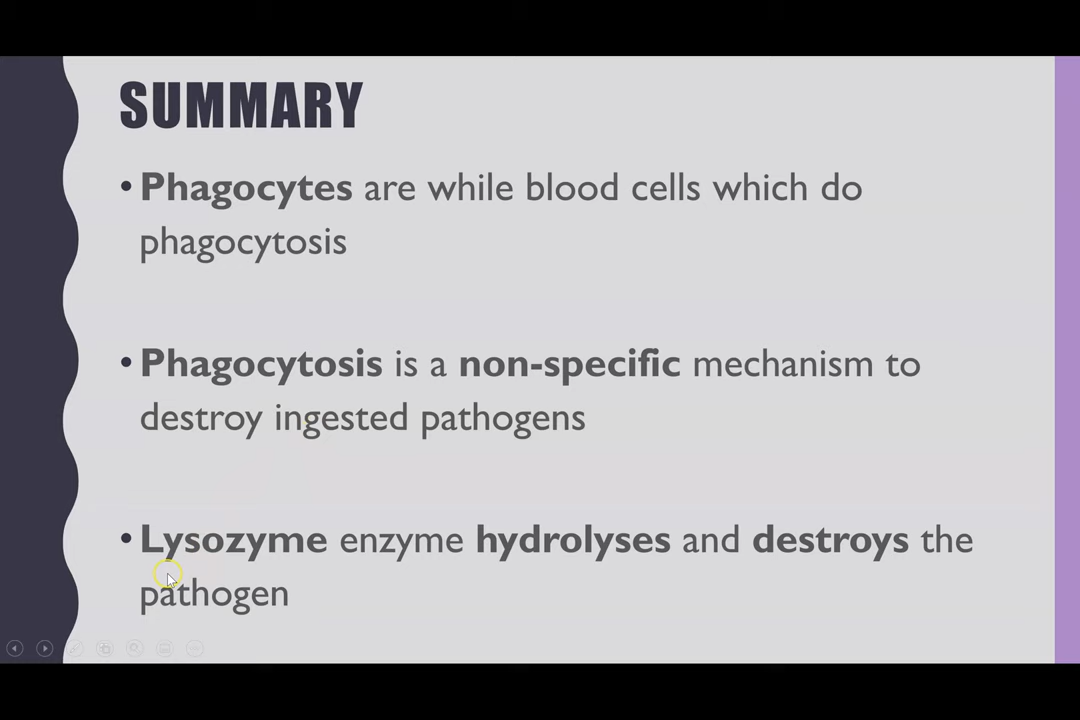 SUMMARY
• Phagocytes are while blood cells which do
phagocytosis
• Phagocytosis is a non-specific mechanism to
destroy ingested pathogens
• Lysozyme enzyme hydrolyses and destroys the
pathogen